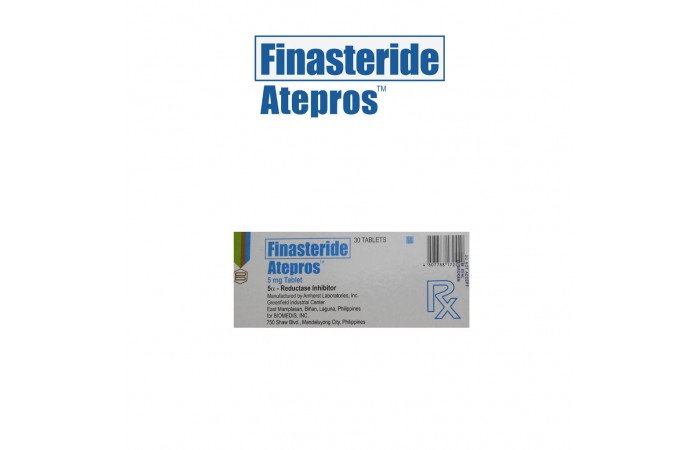 Finasteride
Atepros™
30 TABLETS
Finasteride
Atepros™
5 mg Tablet
5α - Reductase Inhibitor
Manufactured by Amherst Laboratories, Inc.
Greenfield Industrial Center
East Mamplasan, Biñan, Laguna, Philippines
for BIOMEDIS, INC.
750 Shaw Blvd., Mandaluyong City, Philippines
Rx